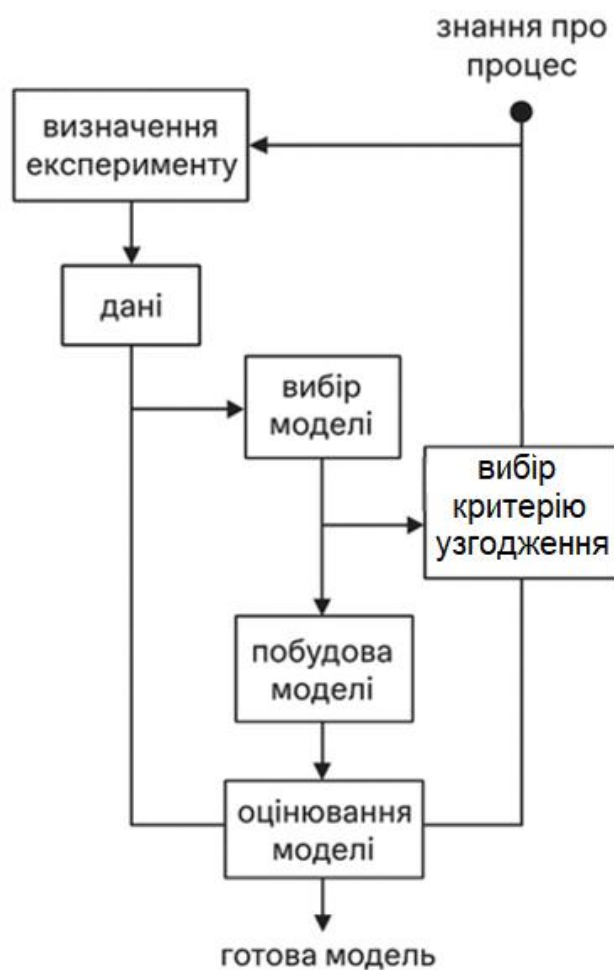 знання про
процес
визначення
експерименту
дані
вибір
моделі
вибір
критерію
узгодження
побудова
моделі
оцінювання
моделі
готова модель